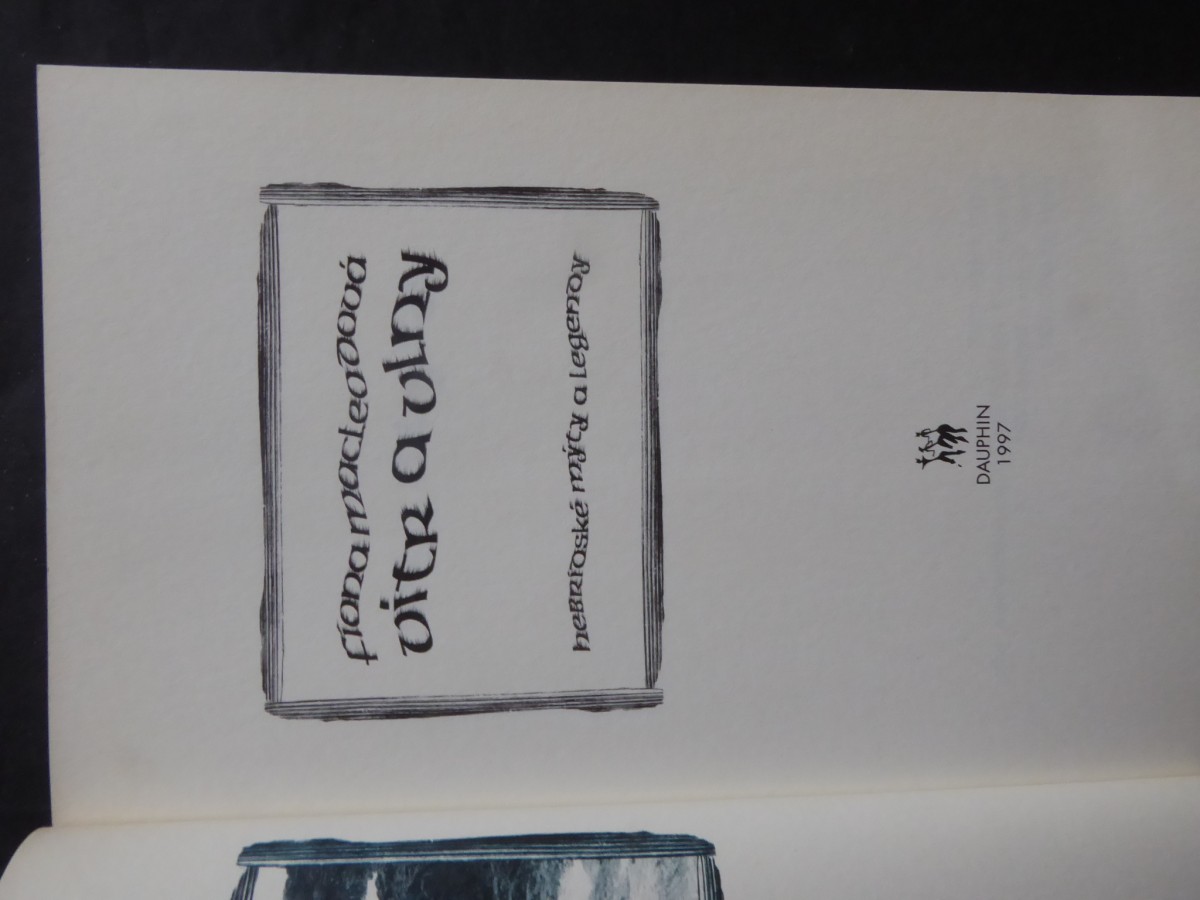 fiona macleodová
vítr a vlny
hebridské mýty a legendy
DAUPHIN
1997